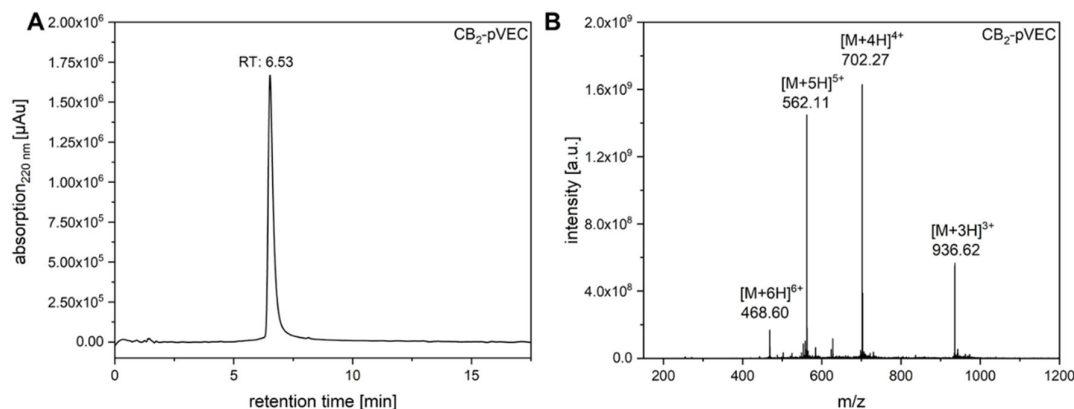 A
CB₂-pVEC
RT: 6.53
2.00x10⁶
1.75x10⁶
1.50x10⁶
1.25x10⁶
1.00x10⁶
7.50x10⁵
5.00x10⁵
2.50x10⁵
0.00
absorption₂₂₀ ₙₘ [µAu]
0
5
10
15
retention time [min]
B
CB₂-pVEC
[M+4H]⁴⁺
702.27
[M+5H]⁵⁺
562.11
[M+3H]³⁺
936.62
[M+6H]⁶⁺
468.60
1.6x10⁹
1.2x10⁹
8.0x10⁸
4.0x10⁸
0.0
intensity [a.u.]
200
400
600
800
1000
1200
m/z